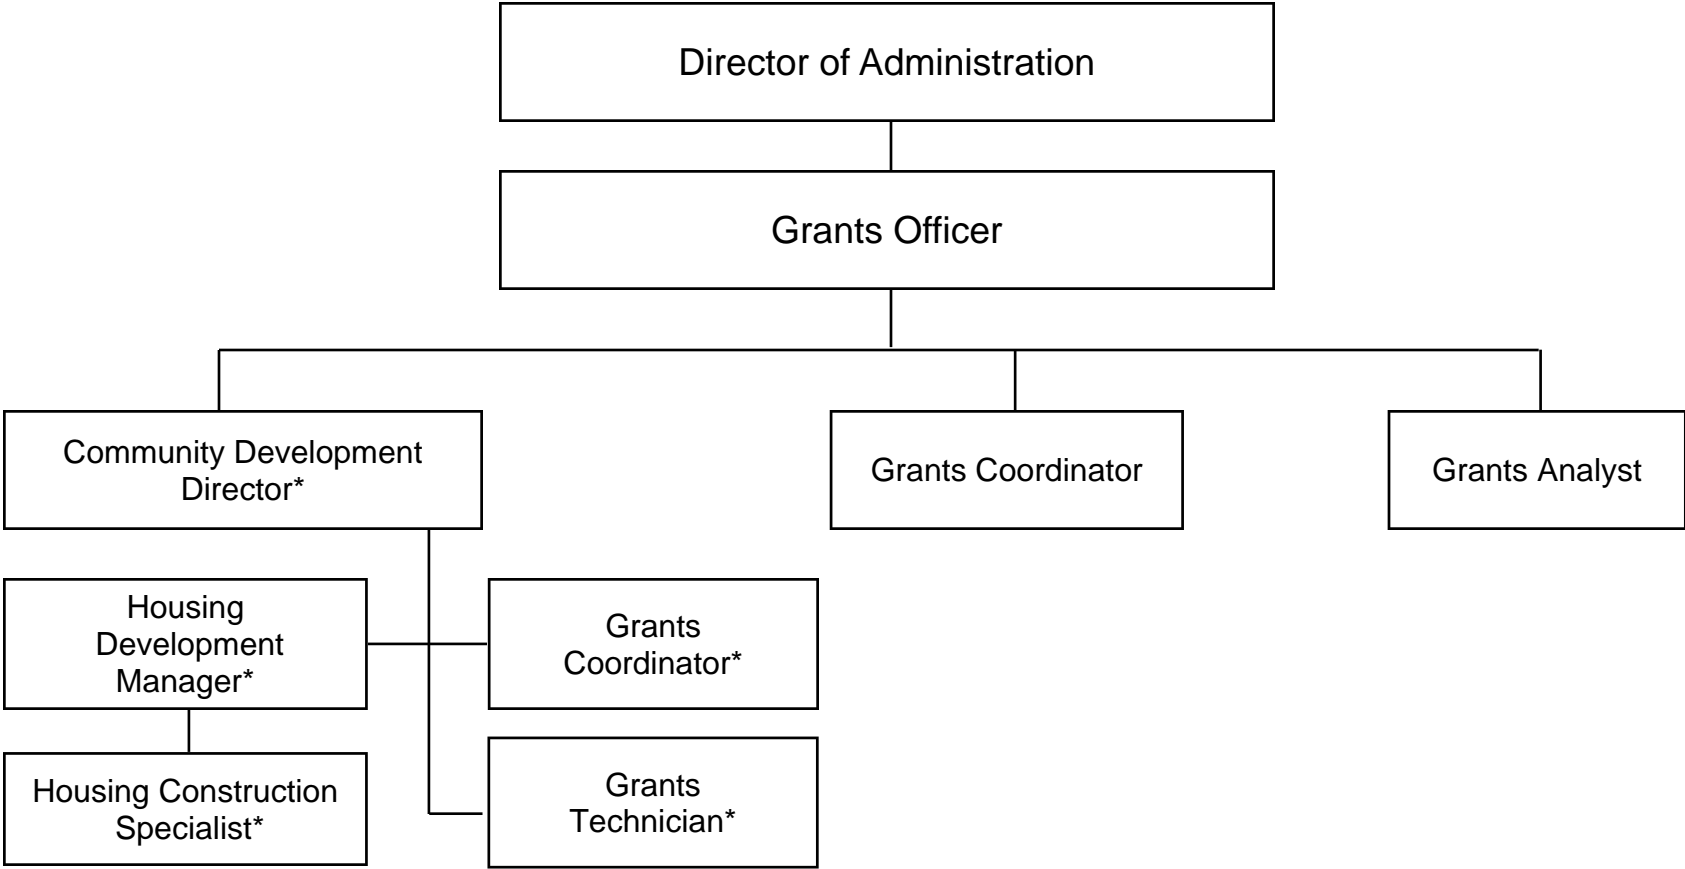 Director of Administration
Grants Officer
Community Development
Director*
Grants Coordinator
Grants Analyst
Housing
Development
Manager*
Grants
Coordinator*
Housing Construction
Specialist*
Grants
Technician*